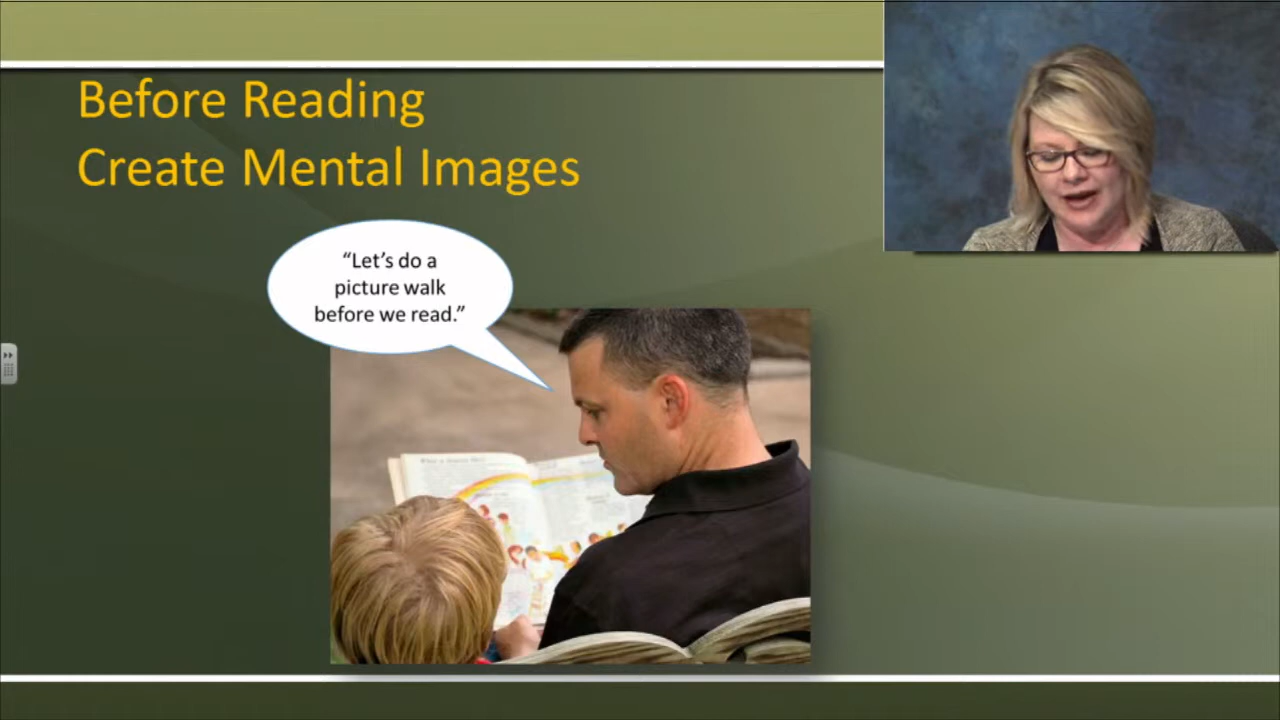 Before Reading
Create Mental Images
“Let’s do a
picture walk
before we read.”